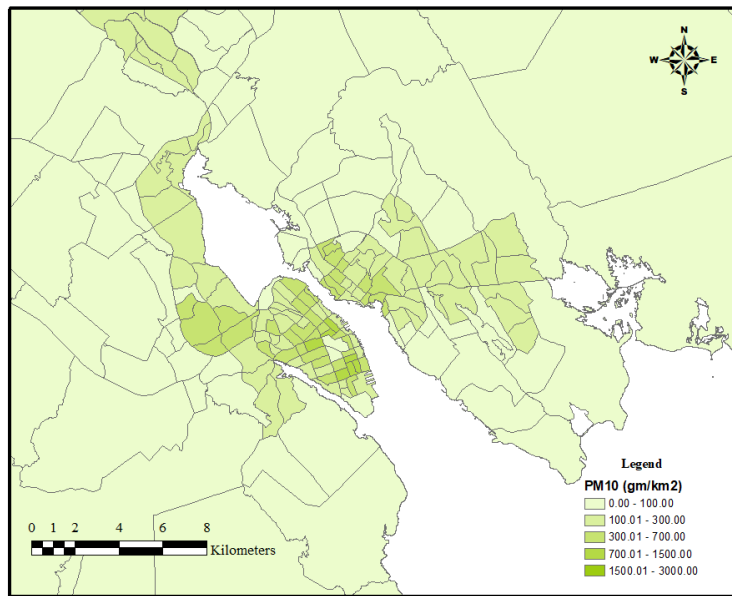 N
W E
S
Legend
PM10 (gm/km2)
0.00 - 100.00
100.01 - 300.00
300.01 - 700.00
700.01 - 1500.00
1500.01 - 3000.00
0 1 2 4 6 8
Kilometers